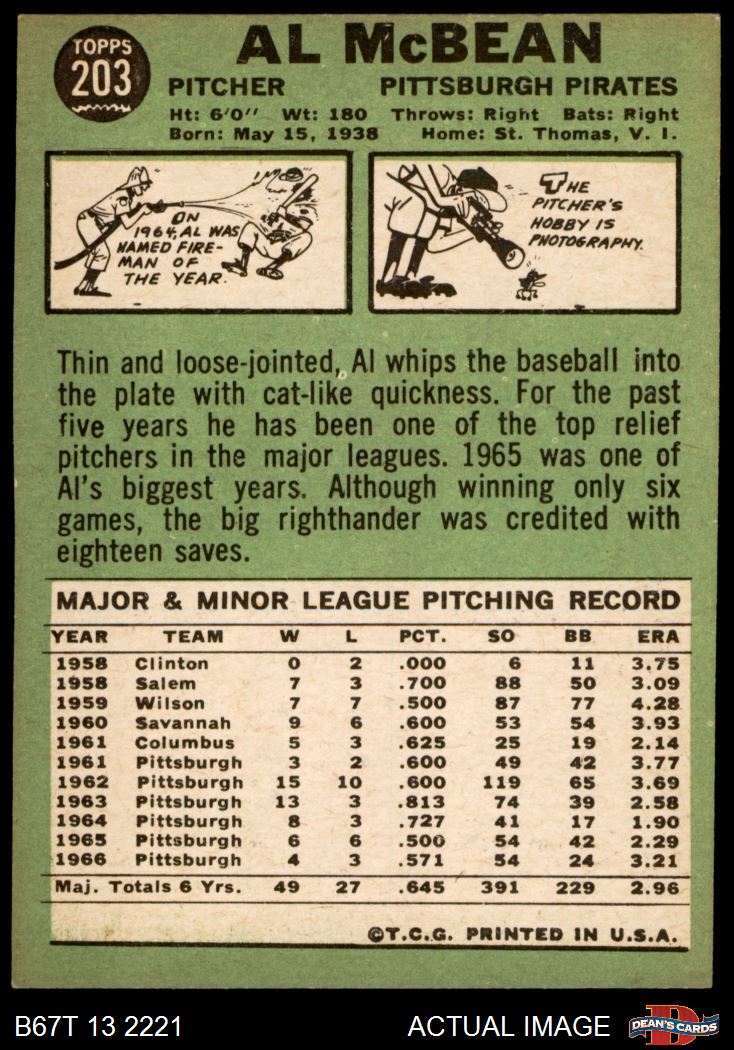 TOPPS
203
AL McBEAN
PITCHER PITTSBURGH PIRATES
Ht: 6'0" Wt: 180 Throws: Right Bats: Right
Born: May 15, 1938 Home: St. Thomas, V. I.
ON
1964, AL WAS
NAMED FIRE-
MAN OF
THE YEAR.
THE
PITCHER'S
HOBBY IS
PHOTOGRAPHY.
Thin and loose-jointed, Al whips the baseball into
the plate with cat-like quickness. For the past
five years he has been one of the top relief
pitchers in the major leagues. 1965 was one of
Al's biggest years. Although winning only six
games, the big righthander was credited with
eighteen saves.
MAJOR & MINOR LEAGUE PITCHING RECORD
YEAR TEAM W L PCT. SO BB ERA
1958 Clinton 0 2 .000 6 11 3.75
1958 Salem 7 3 .700 88 50 3.09
1959 Wilson 7 7 .500 87 77 4.28
1960 Savannah 9 6 .600 53 54 3.93
1961 Columbus 5 3 .625 25 19 2.14
1961 Pittsburgh 3 2 .600 49 42 3.77
1962 Pittsburgh 15 10 .600 119 65 3.69
1963 Pittsburgh 13 3 .813 74 39 2.58
1964 Pittsburgh 8 3 .727 41 17 1.90
1965 Pittsburgh 6 6 .500 54 42 2.29
1966 Pittsburgh 4 3 .571 54 24 3.21
Maj. Totals 6 Yrs. 49 27 .645 391 229 2.96
©T.C.G. PRINTED IN U.S.A.
B67T 13 2221 ACTUAL IMAGE DEAN'S CARDS